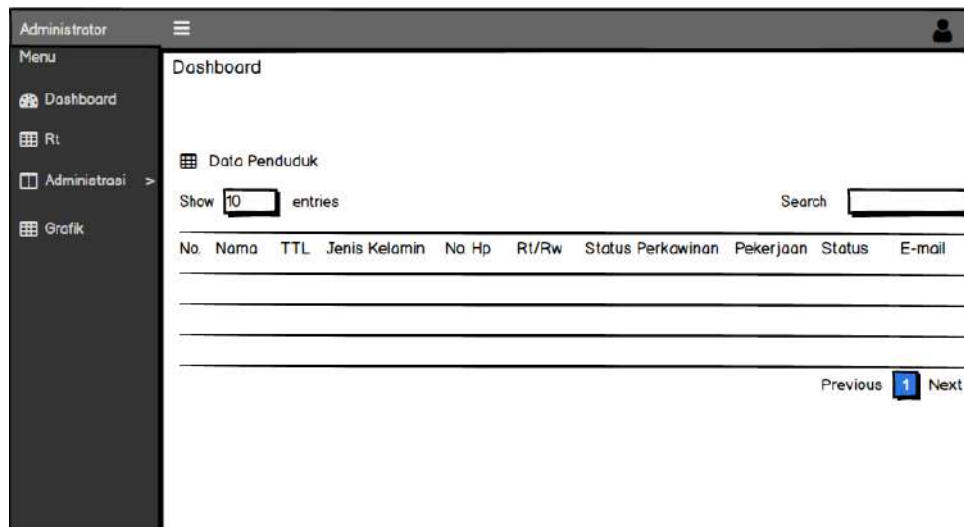 Administrator
Menu
Dashboard
Rt
Administrasi >
Grafik
Dashboard
Data Penduduk
Show 10 entries
Search
No. Nama TTL Jenis Kelamin No Hp Rt/Rw Status Perkawinan Pekerjaan Status E-mail
Previous 1 Next